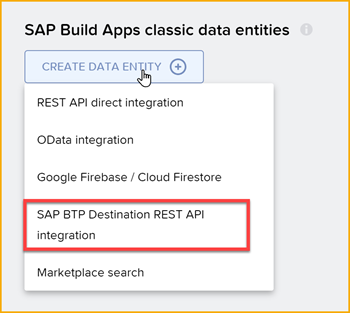 SAP Build Apps classic data entities
CREATE DATA ENTITY
REST API direct integration
OData integration
Google Firebase / Cloud Firestore
SAP BTP Destination REST API
integration
Marketplace search